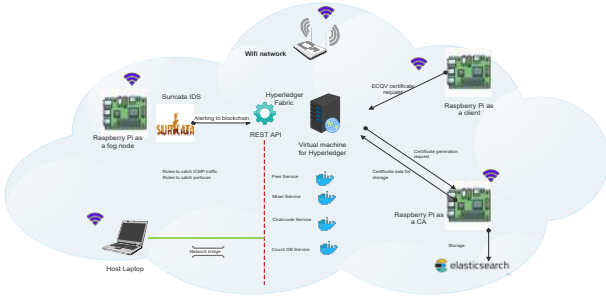 Wifi network
Suricata IDS
Hyperledger
Fabric
ECQV certificate
request
Raspberry Pi as
a client
SURICATA
Alerting to blockchain
REST API
Raspberry Pi as
a fog node
Virtual machine
for Hyperledger
Certificate generation
request
Rules to catch ICMP traffic
Rules to catch portscan
Peer Service
Certificate data for
storage
Miner Service
Raspberry Pi as
a CA
Chaincode Service
Network bridge
Couch DB Service
Storage
Host Laptop
elasticsearch